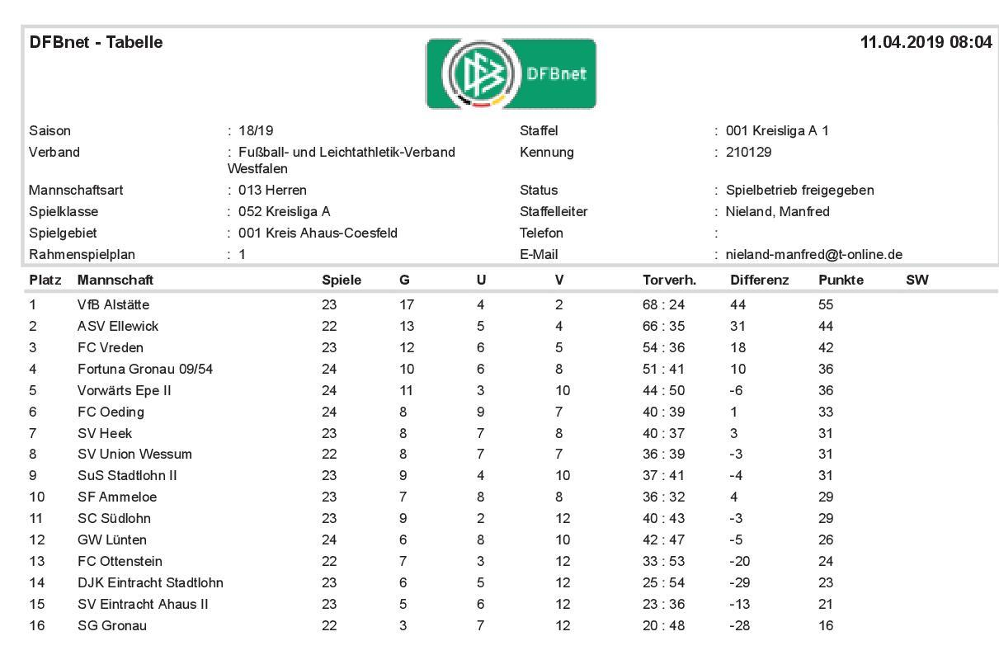 DFBnet - Tabelle 11.04.2019 08:04
DFBnet
Saison : 18/19 Staffel : 001 Kreisliga A 1
Verband : Fußball- und Leichtathletik-Verband Kennung : 210129
Westfalen
Mannschaftsart : 013 Herren Status : Spielbetrieb freigegeben
Spielklasse : 052 Kreisliga A Staffelleiter : Nieland, Manfred
Spielgebiet : 001 Kreis Ahaus-Coesfeld Telefon :
Rahmenspielplan : 1 E-Mail : nieland-manfred@t-online.de
Platz Mannschaft Spiele G U V Torverh. Differenz Punkte SW
1 VfB Alstätte 23 17 4 2 68 : 24 44 55
2 ASV Ellewick 22 13 5 4 66 : 35 31 44
3 FC Vreden 23 12 6 5 54 : 36 18 42
4 Fortuna Gronau 09/54 24 10 6 8 51 : 41 10 36
5 Vorwärts Epe II 24 11 3 10 44 : 50 -6 36
6 FC Oeding 24 8 9 7 40 : 39 1 33
7 SV Heek 23 8 7 8 40 : 37 3 31
8 SV Union Wessum 22 8 7 7 36 : 39 -3 31
9 SuS Stadtlohn II 23 9 4 10 37 : 41 -4 31
10 SF Ammeloe 23 7 8 8 36 : 32 4 29
11 SC Südlohn 23 9 2 12 40 : 43 -3 29
12 GW Lünten 24 6 8 10 42 : 47 -5 26
13 FC Ottenstein 22 7 3 12 33 : 53 -20 24
14 DJK Eintracht Stadtlohn 23 6 5 12 25 : 54 -29 23
15 SV Eintracht Ahaus II 23 5 6 12 23 : 36 -13 21
16 SG Gronau 22 3 7 12 20 : 48 -28 16